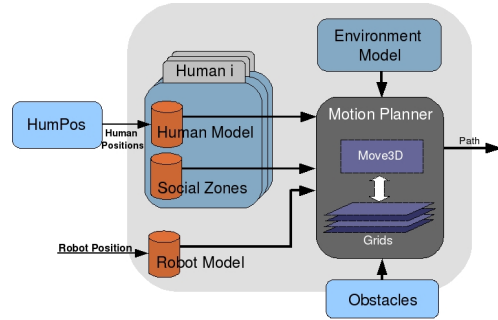 Environment
Model
Human i
HumPos
Human
Positions
Human Model
Motion Planner
Path
Move3D
Social Zones
Grids
Robot Position
Robot Model
Obstacles